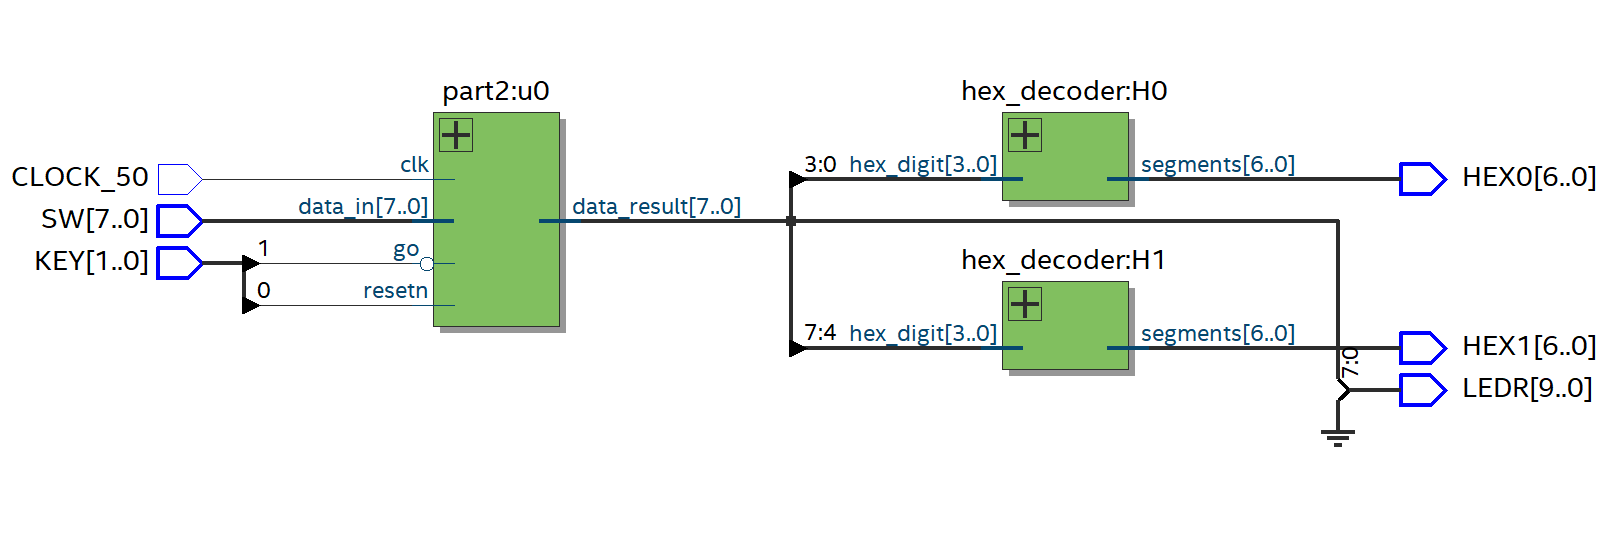 part2:u0
hex_decoder:H0
CLOCK_50
clk
3:0
hex_digit[3..0]
segments[6..0]
HEX0[6..0]
SW[7..0]
data_in[7..0]
data_result[7..0]
KEY[1..0]
1
go
hex_decoder:H1
0
resetn
7:4
hex_digit[3..0]
segments[6..0]
HEX1[6..0]
7:0
LEDR[9..0]